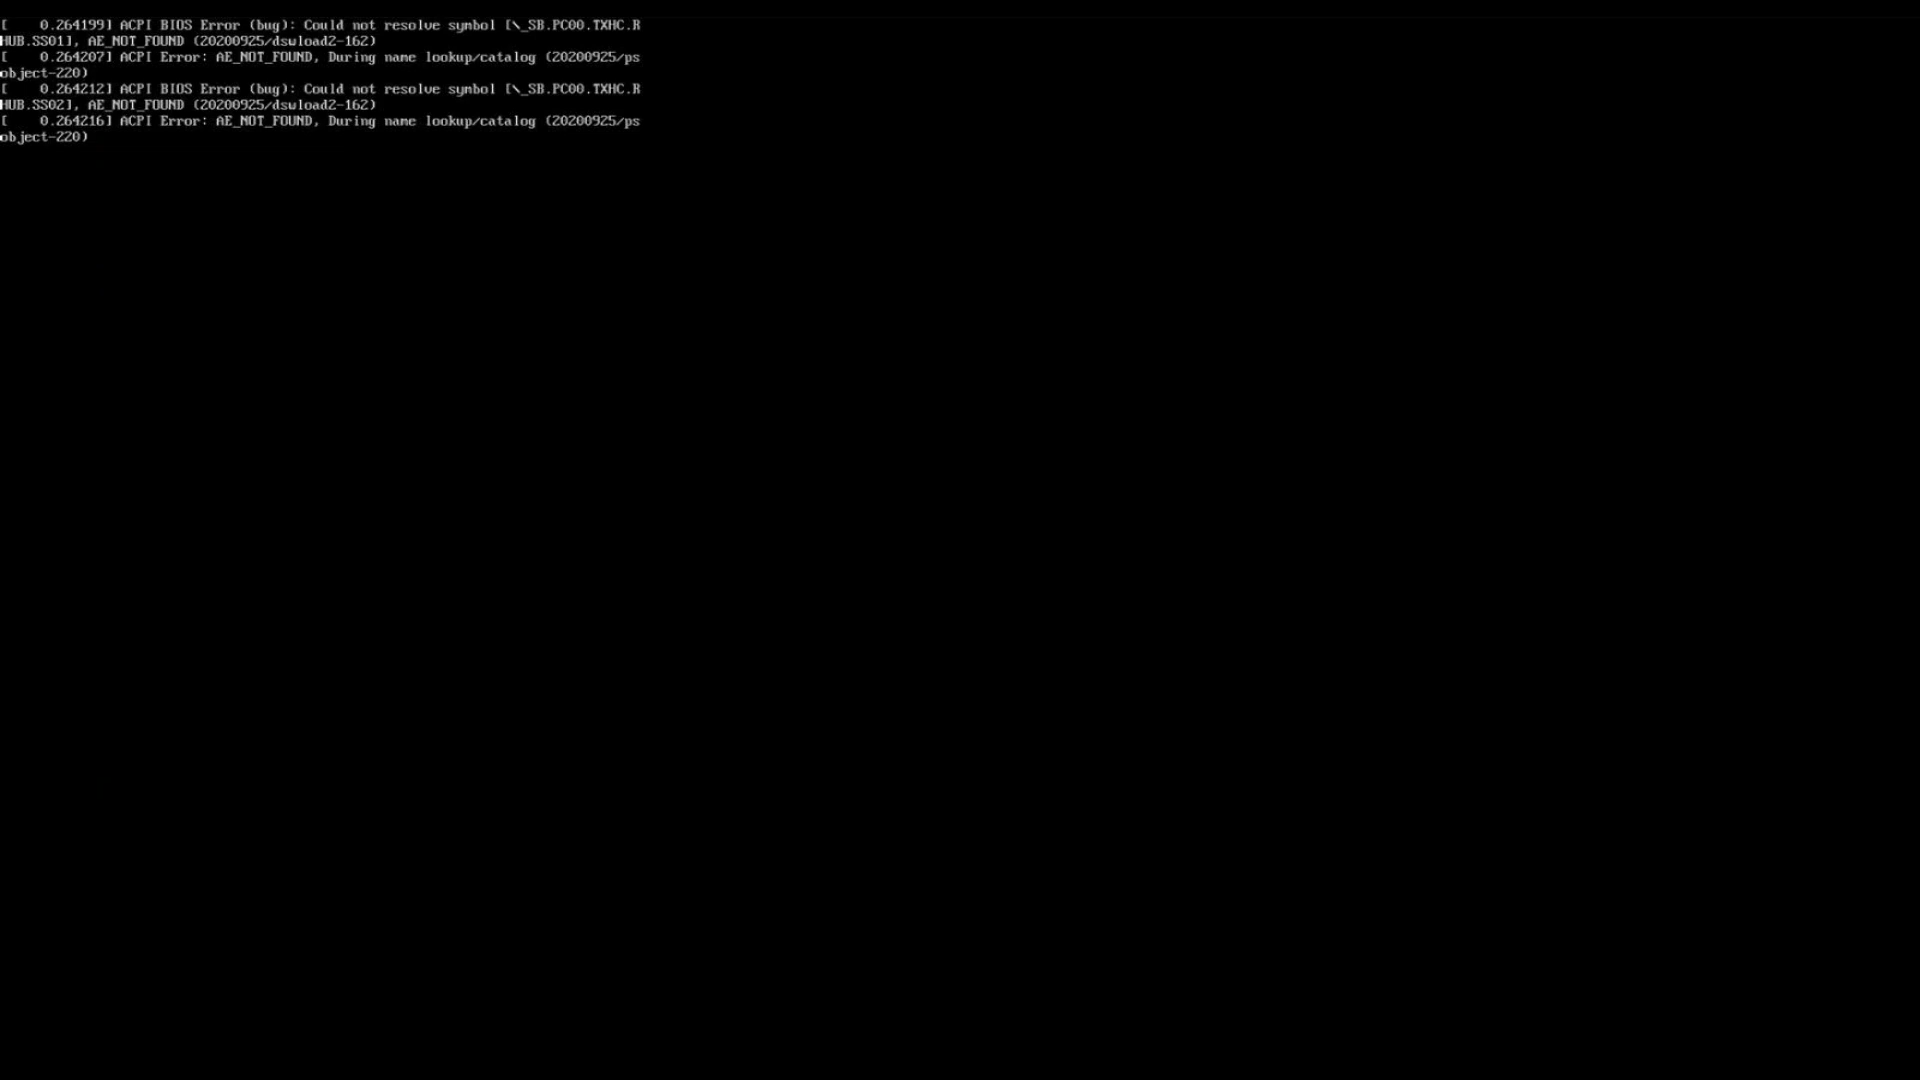 [    0.264199] ACPI BIOS Error (bug): Could not resolve symbol [\_SB.PC00.TXHC.R
HUB.SS01], AE_NOT_FOUND (20200925/dswload2-162)
[    0.264207] ACPI Error: AE_NOT_FOUND, During name lookup/catalog (20200925/ps
object-220)
[    0.264212] ACPI BIOS Error (bug): Could not resolve symbol [\_SB.PC00.TXHC.R
HUB.SS02], AE_NOT_FOUND (20200925/dswload2-162)
[    0.264216] ACPI Error: AE_NOT_FOUND, During name lookup/catalog (20200925/ps
object-220)